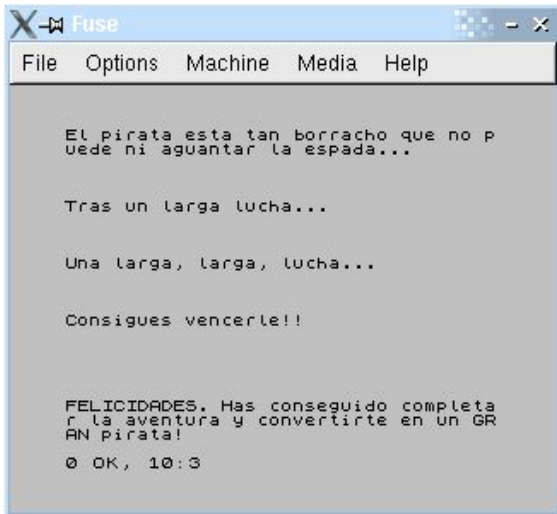 Fuse
File Options Machine Media Help
El pirata esta tan borracho que no p
uede ni aguantar la espada...
Tras un larga lucha...
Una larga, larga, lucha...
Consigues vencerle!!
FELICIDADES. Has conseguido completa
r la aventura y convertirte en un GR
AN pirata!
0 OK, 10:3